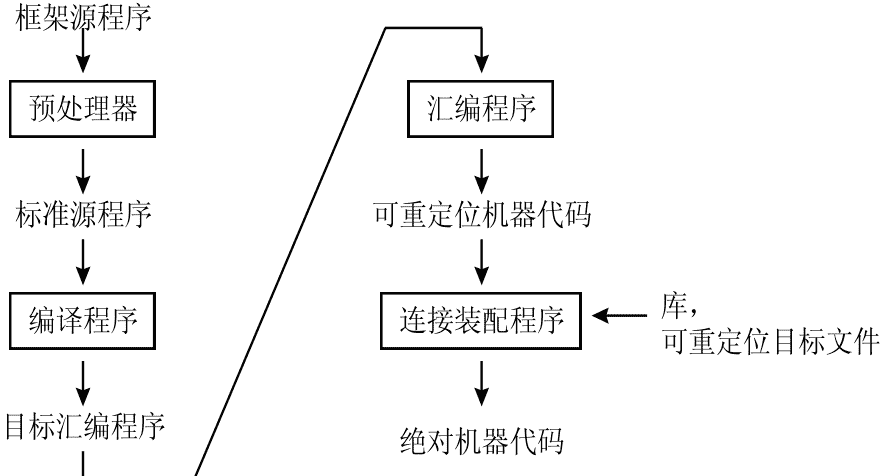 框架源程序
预处理器
标准源程序
编译程序
目标汇编程序
汇编程序
可重定位机器代码
连接装配程序
库，
可重定位目标文件
绝对机器代码